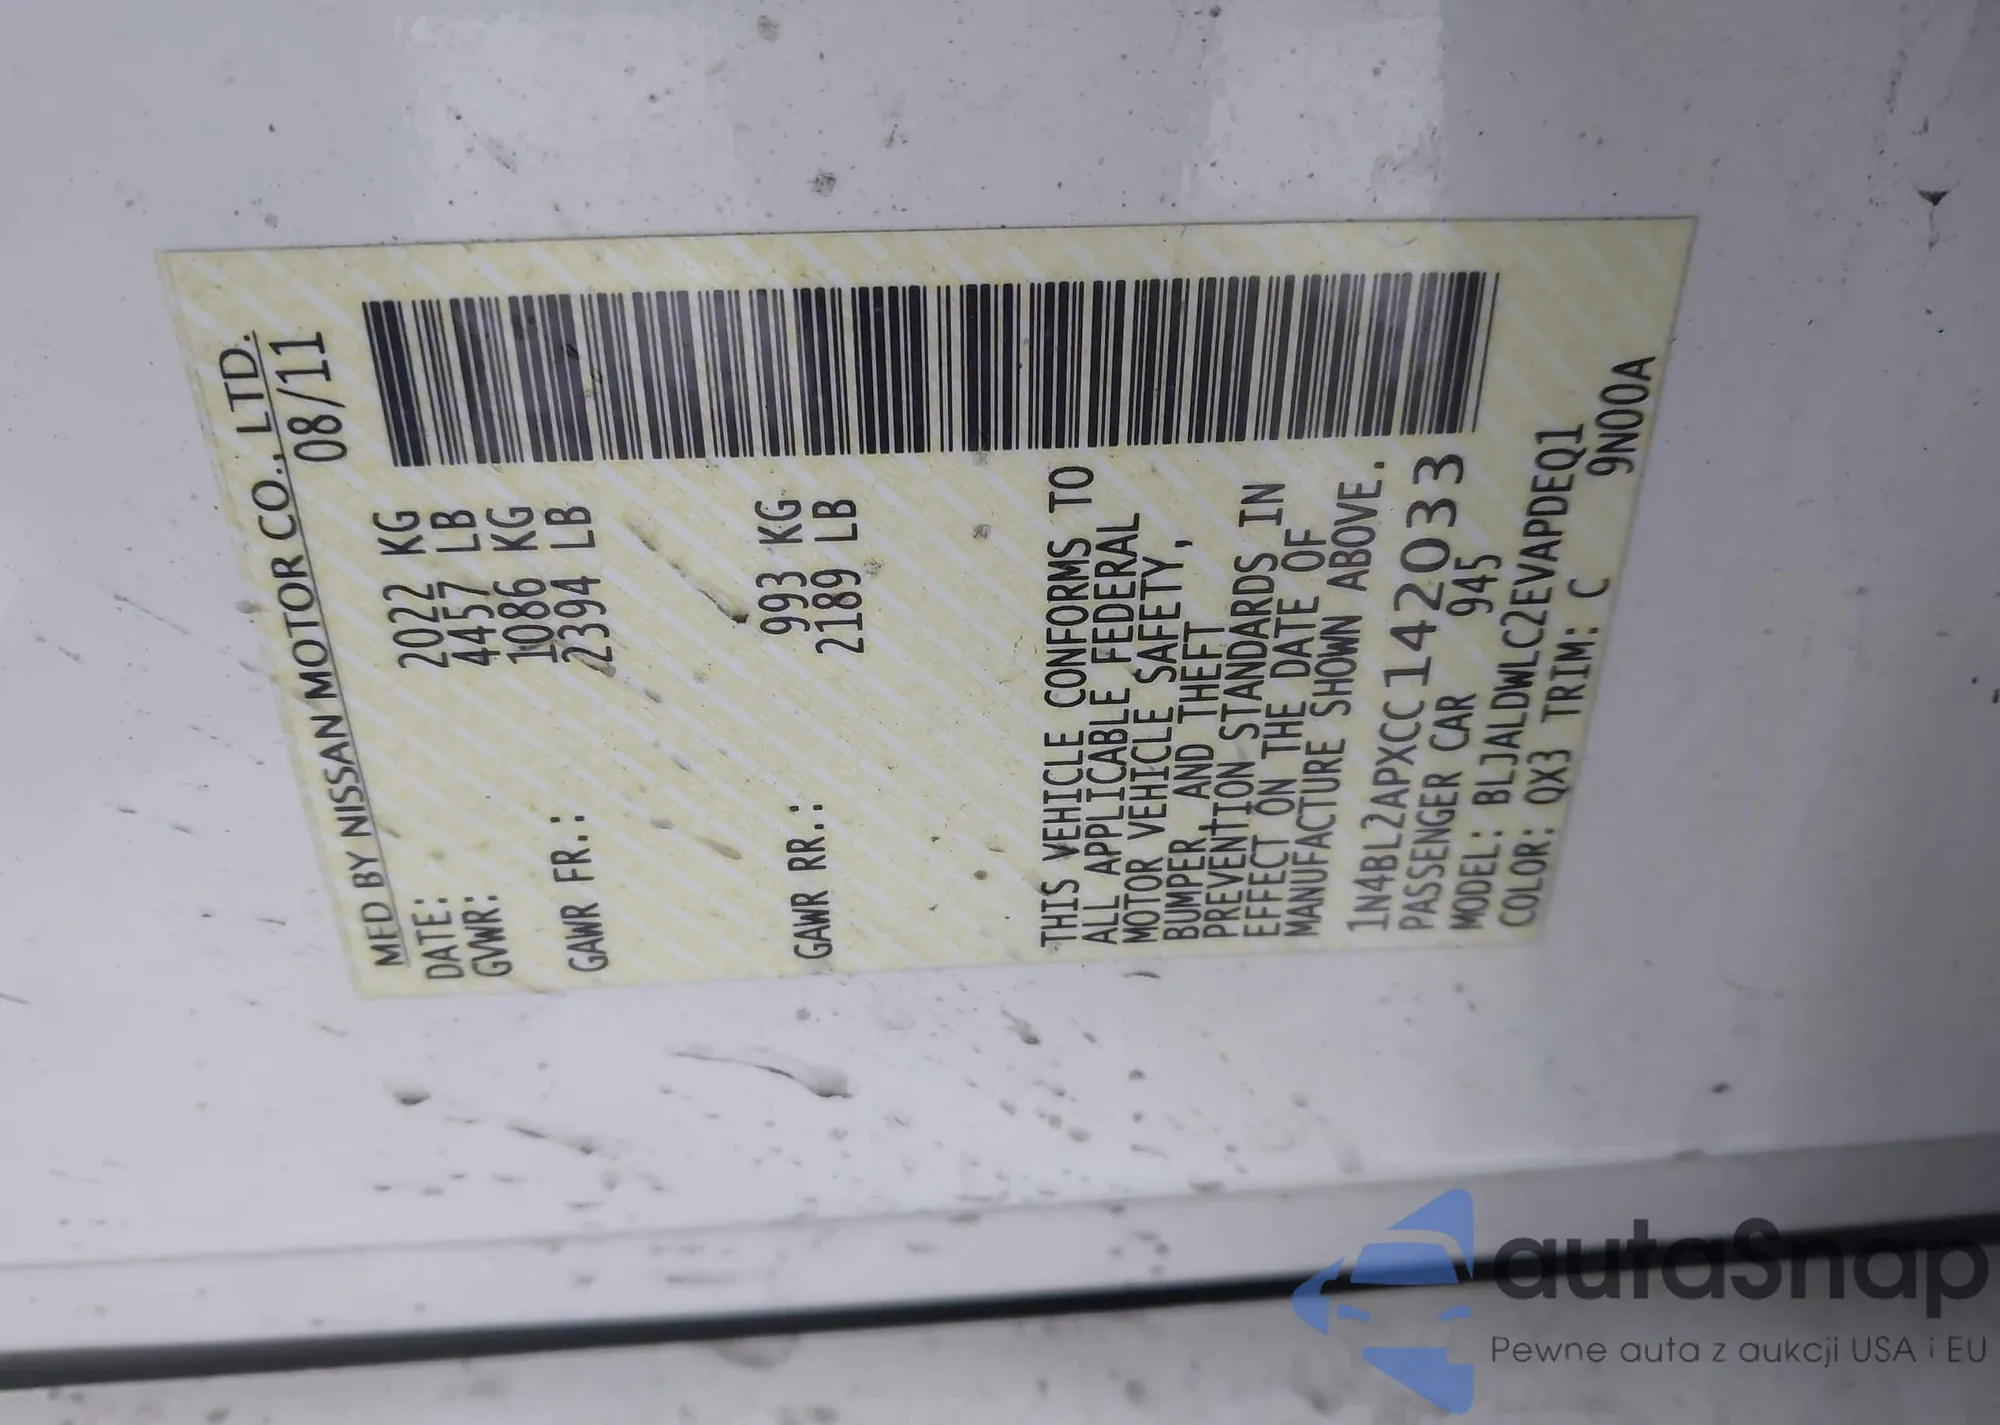 MFD BY NISSAN MOTOR CO., LTD.
DATE: 08/11
GVWR: 2022 KG
4457 LB
GAWR FR.: 1086 KG
2394 LB
GAWR RR.: 993 KG
2189 LB
THIS VEHICLE CONFORMS TO
ALL APPLICABLE FEDERAL
MOTOR VEHICLE SAFETY,
BUMPER AND THEFT
PREVENTION STANDARDS IN
EFFECT ON THE DATE OF
MANUFACTURE SHOWN ABOVE.
1N4BL2APXCC142033
PASSENGER CAR 945
MODEL: BLJALDWLC2EVAPDEQ1
COLOR: QX3 TRIM: C 9N00A
autoSnap
Pewne auta z aukcji USA i EU